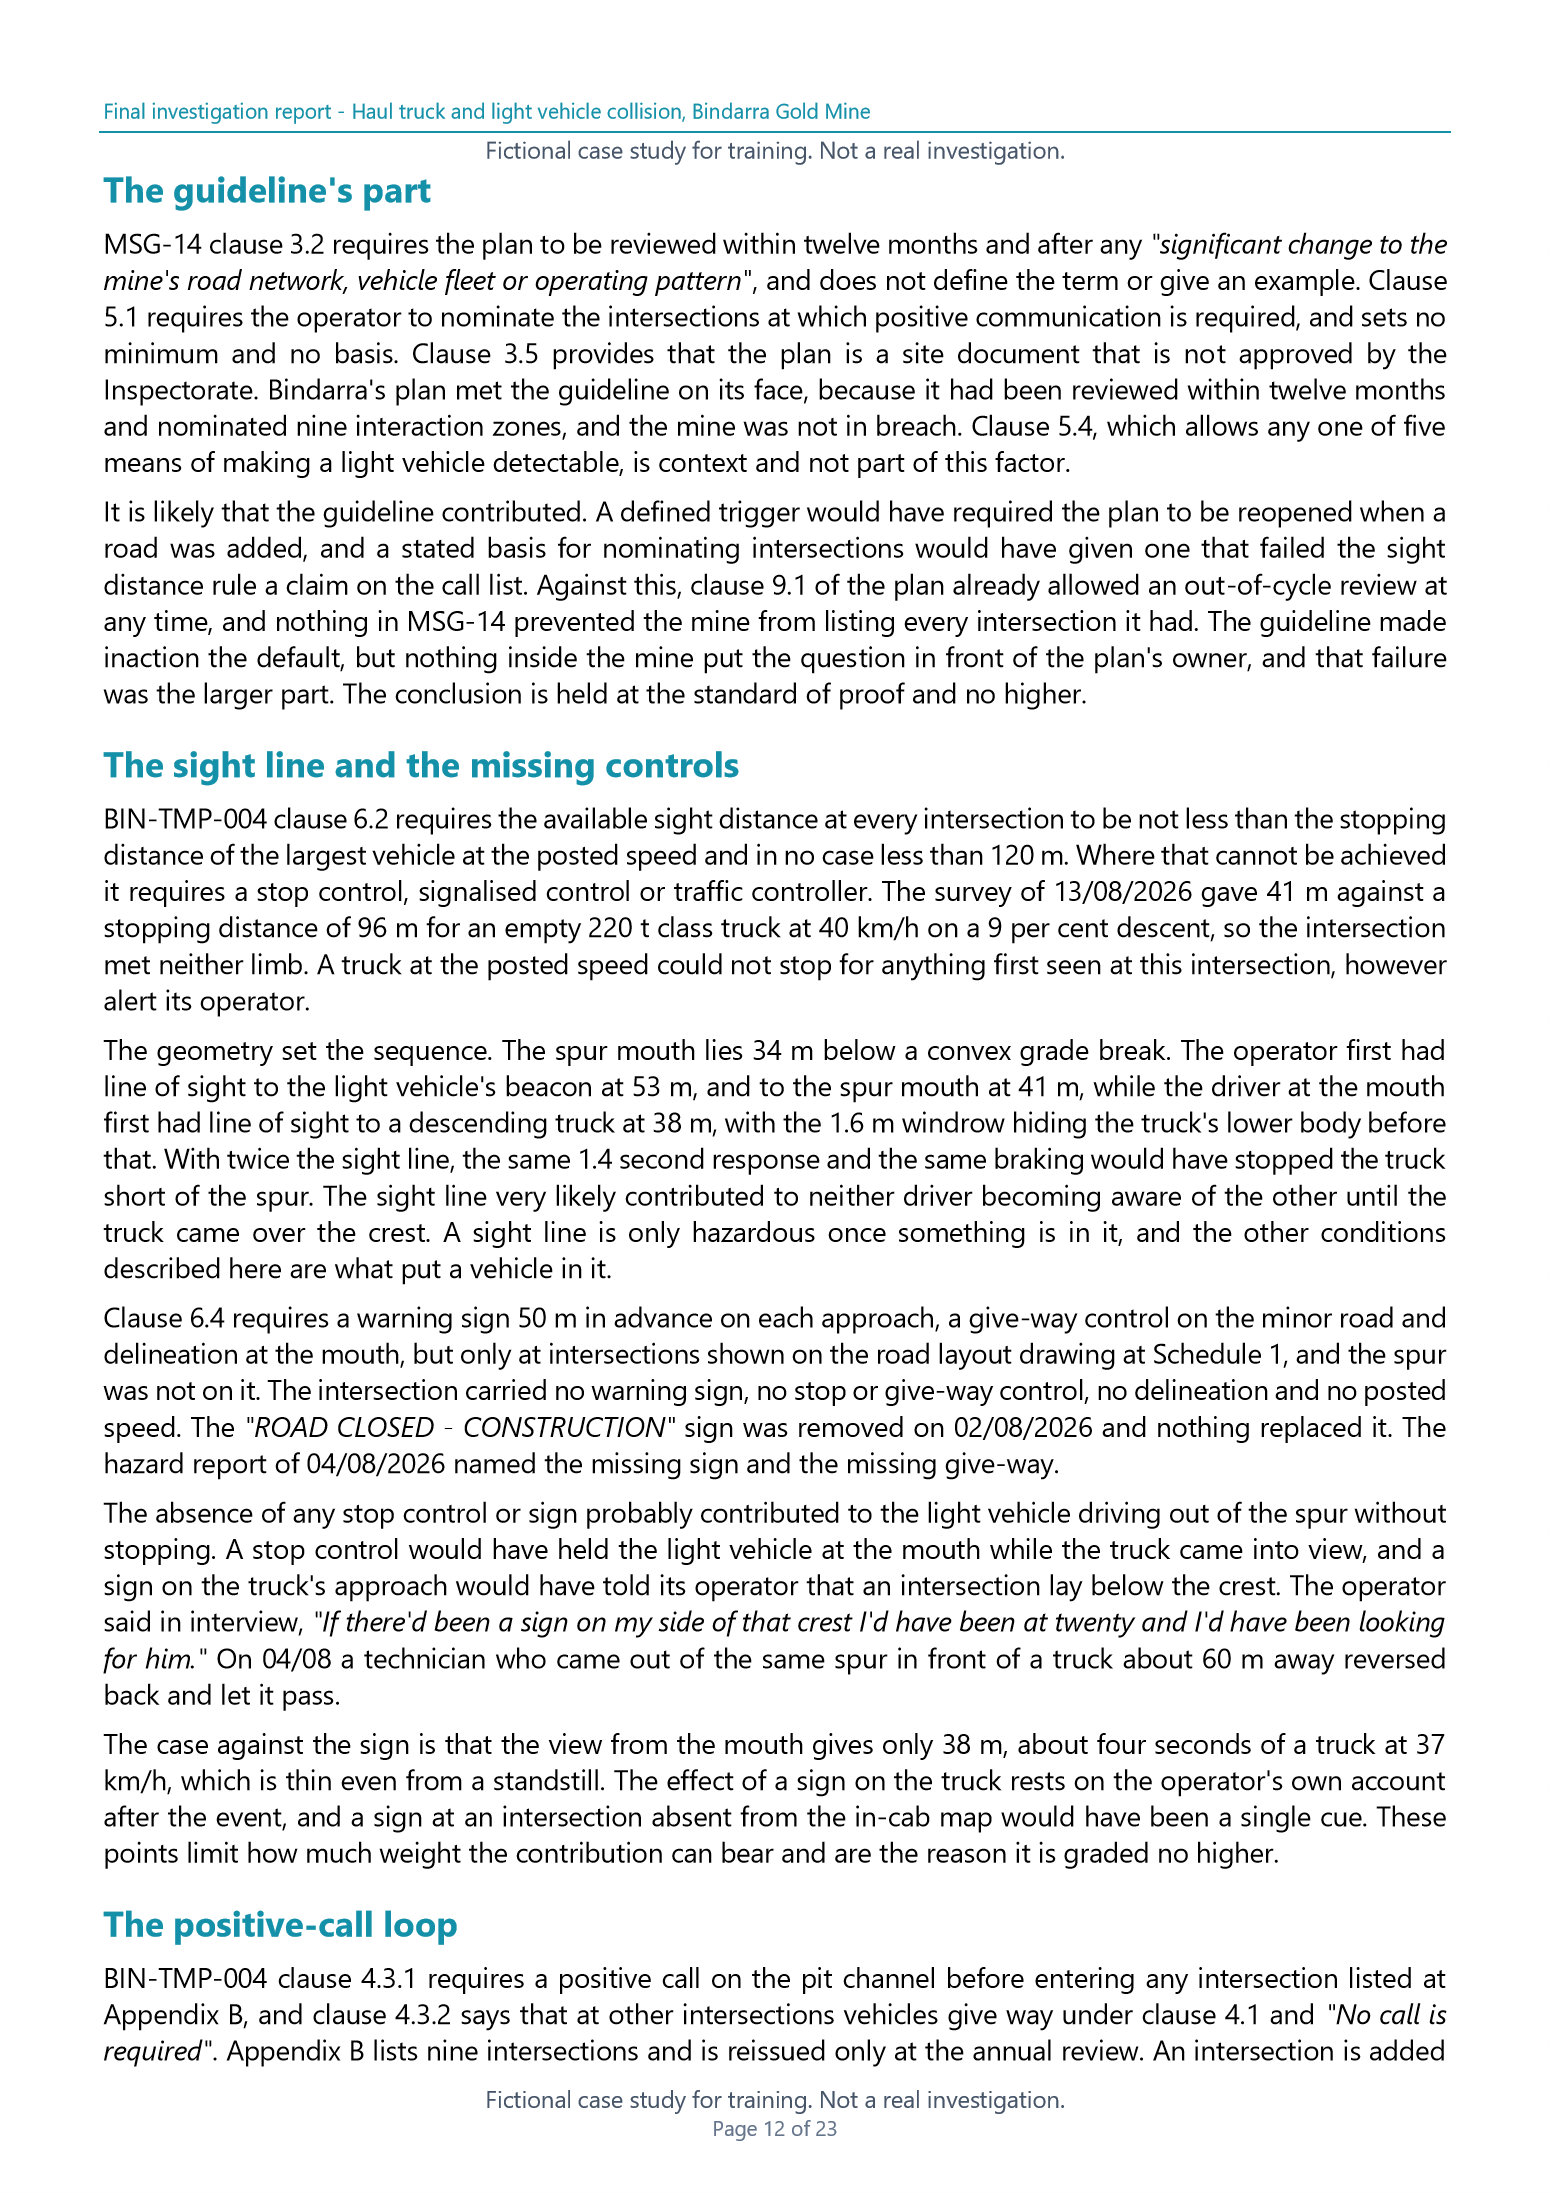 Final investigation report - Haul truck and light vehicle collision, Bindarra Gold Mine
Fictional case study for training. Not a real investigation.
The guideline's part
MSG-14 clause 3.2 requires the plan to be reviewed within twelve months and after any "significant change to the
mine's road network, vehicle fleet or operating pattern", and does not define the term or give an example. Clause
5.1 requires the operator to nominate the intersections at which positive communication is required, and sets no
minimum and no basis. Clause 3.5 provides that the plan is a site document that is not approved by the
Inspectorate. Bindarra's plan met the guideline on its face, because it had been reviewed within twelve months
and nominated nine interaction zones, and the mine was not in breach. Clause 5.4, which allows any one of five
means of making a light vehicle detectable, is context and not part of this factor.
It is likely that the guideline contributed. A defined trigger would have required the plan to be reopened when a
road was added, and a stated basis for nominating intersections would have given one that failed the sight
distance rule a claim on the call list. Against this, clause 9.1 of the plan already allowed an out-of-cycle review at
any time, and nothing in MSG-14 prevented the mine from listing every intersection it had. The guideline made
inaction the default, but nothing inside the mine put the question in front of the plan's owner, and that failure
was the larger part. The conclusion is held at the standard of proof and no higher.
The sight line and the missing controls
BIN-TMP-004 clause 6.2 requires the available sight distance at every intersection to be not less than the stopping
distance of the largest vehicle at the posted speed and in no case less than 120 m. Where that cannot be achieved
it requires a stop control, signalised control or traffic controller. The survey of 13/08/2026 gave 41 m against a
stopping distance of 96 m for an empty 220 t class truck at 40 km/h on a 9 per cent descent, so the intersection
met neither limb. A truck at the posted speed could not stop for anything first seen at this intersection, however
alert its operator.
The geometry set the sequence. The spur mouth lies 34 m below a convex grade break. The operator first had
line of sight to the light vehicle's beacon at 53 m, and to the spur mouth at 41 m, while the driver at the mouth
first had line of sight to a descending truck at 38 m, with the 1.6 m windrow hiding the truck's lower body before
that. With twice the sight line, the same 1.4 second response and the same braking would have stopped the truck
short of the spur. The sight line very likely contributed to neither driver becoming aware of the other until the
truck came over the crest. A sight line is only hazardous once something is in it, and the other conditions
described here are what put a vehicle in it.
Clause 6.4 requires a warning sign 50 m in advance on each approach, a give-way control on the minor road and
delineation at the mouth, but only at intersections shown on the road layout drawing at Schedule 1, and the spur
was not on it. The intersection carried no warning sign, no stop or give-way control, no delineation and no posted
speed. The "ROAD CLOSED - CONSTRUCTION" sign was removed on 02/08/2026 and nothing replaced it. The
hazard report of 04/08/2026 named the missing sign and the missing give-way.
The absence of any stop control or sign probably contributed to the light vehicle driving out of the spur without
stopping. A stop control would have held the light vehicle at the mouth while the truck came into view, and a
sign on the truck's approach would have told its operator that an intersection lay below the crest. The operator
said in interview, "If there'd been a sign on my side of that crest I'd have been at twenty and I'd have been looking
for him." On 04/08 a technician who came out of the same spur in front of a truck about 60 m away reversed
back and let it pass.
The case against the sign is that the view from the mouth gives only 38 m, about four seconds of a truck at 37
km/h, which is thin even from a standstill. The effect of a sign on the truck rests on the operator's own account
after the event, and a sign at an intersection absent from the in-cab map would have been a single cue. These
points limit how much weight the contribution can bear and are the reason it is graded no higher.
The positive-call loop
BIN-TMP-004 clause 4.3.1 requires a positive call on the pit channel before entering any intersection listed at
Appendix B, and clause 4.3.2 says that at other intersections vehicles give way under clause 4.1 and "No call is
required". Appendix B lists nine intersections and is reissued only at the annual review. An intersection is added
Fictional case study for training. Not a real investigation.
Page 12 of 23